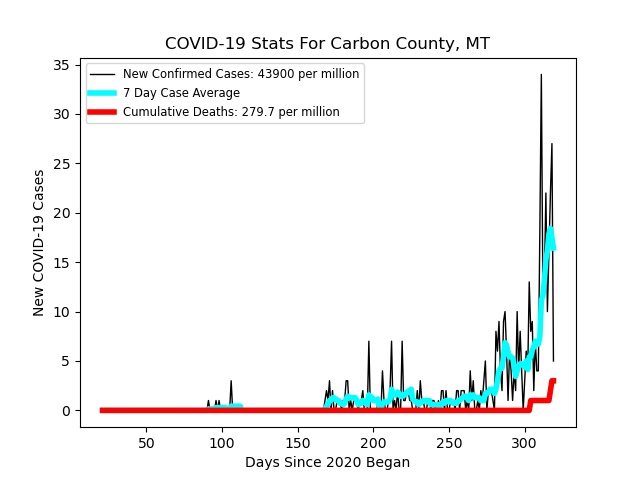 COVID-19 Stats For Carbon County, MT
New Confirmed Cases: 43900 per million
7 Day Case Average
Cumulative Deaths: 279.7 per million
New COVID-19 Cases
35
30
25
20
15
10
5
0
50 100 150 200 250 300
Days Since 2020 Began